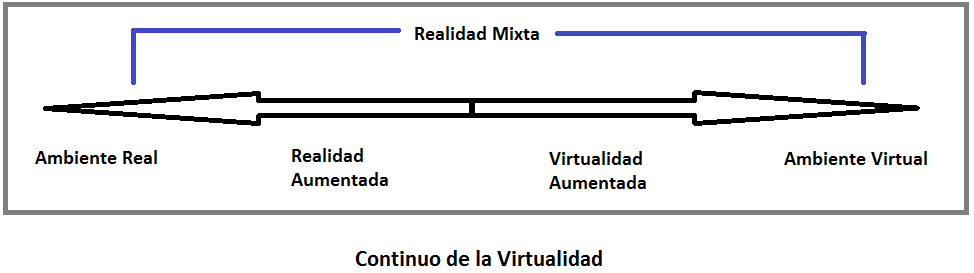 Realidad Mixta
Ambiente Real
Realidad
Aumentada
Virtualidad
Aumentada
Ambiente Virtual
Continuo de la Virtualidad